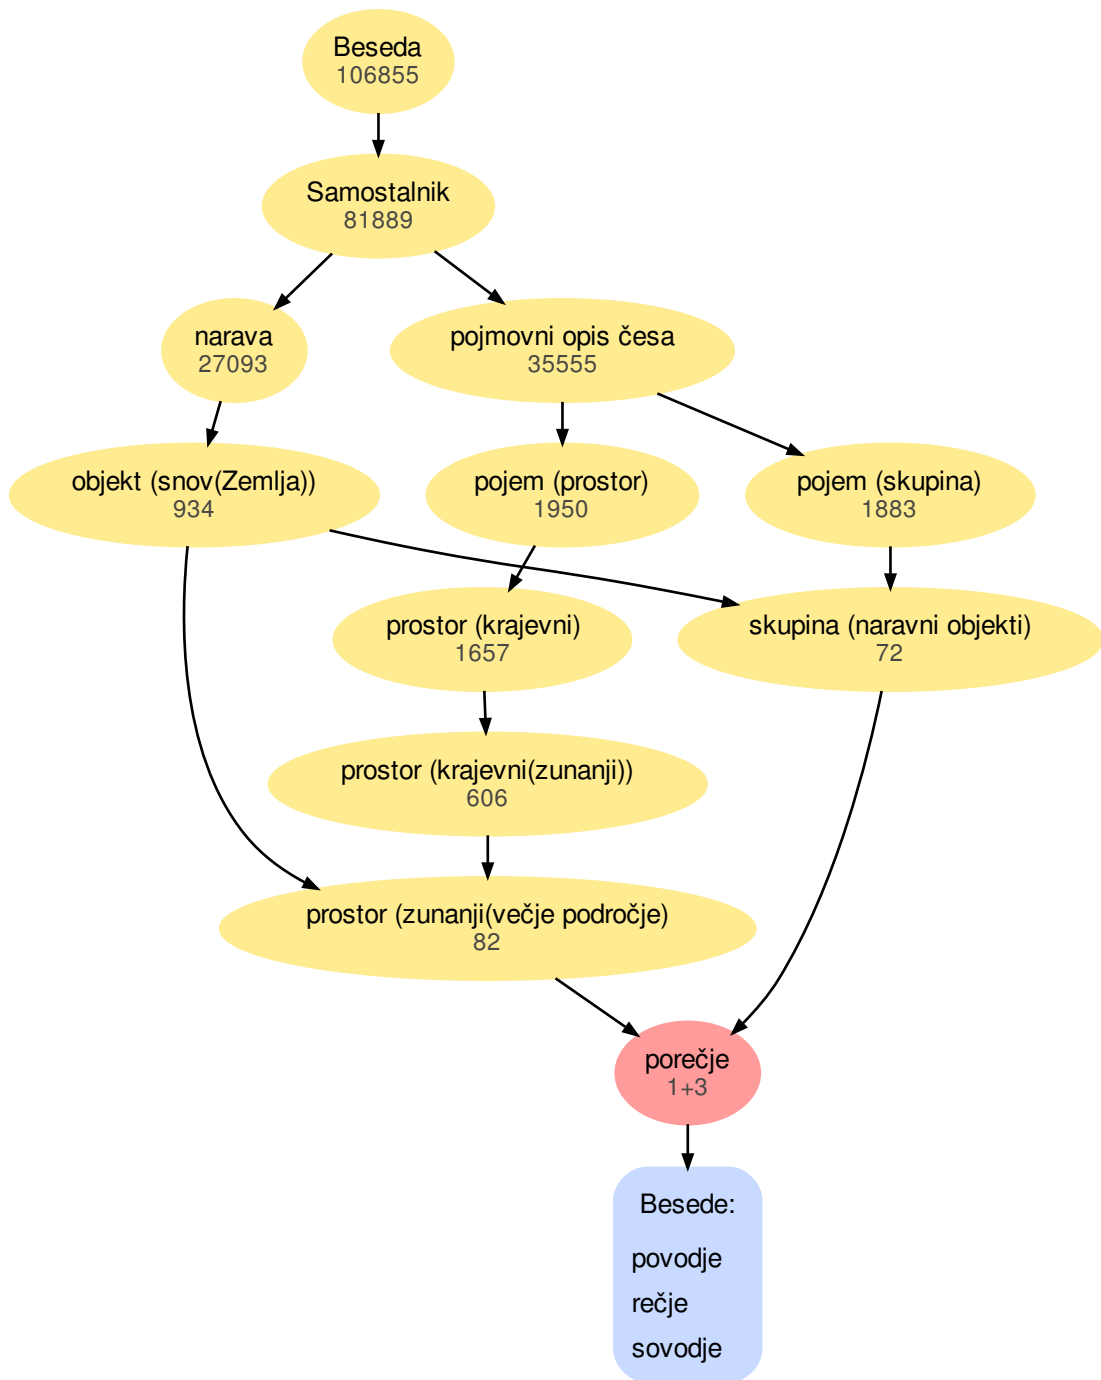 Beseda
106855
Samostalnik
81889
narava
27093
pojmovni opis česa
35555
objekt (snov(Zemlja))
934
pojem (prostor)
1950
pojem (skupina)
1883
prostor (krajevni)
1657
skupina (naravni objekti)
72
prostor (krajevni(zunanji))
606
prostor (zunanji(večje področje)
82
porečje
1+3
Besede:
povodje
rečje
sovodje